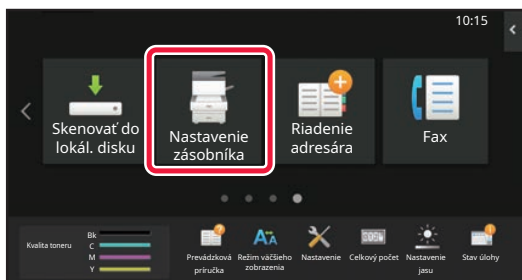 10:15
Skenovať do
lokál. disku
Nastavenie
zásobníka
Riadenie
adresára
Fax
Kvalita toneru
Bk
C
M
Y
Prevádzková
príručka
Režim väčšieho
zobrazenia
Nastavenie
Celkový počet
Nastavenie
jasu
Stav úlohy